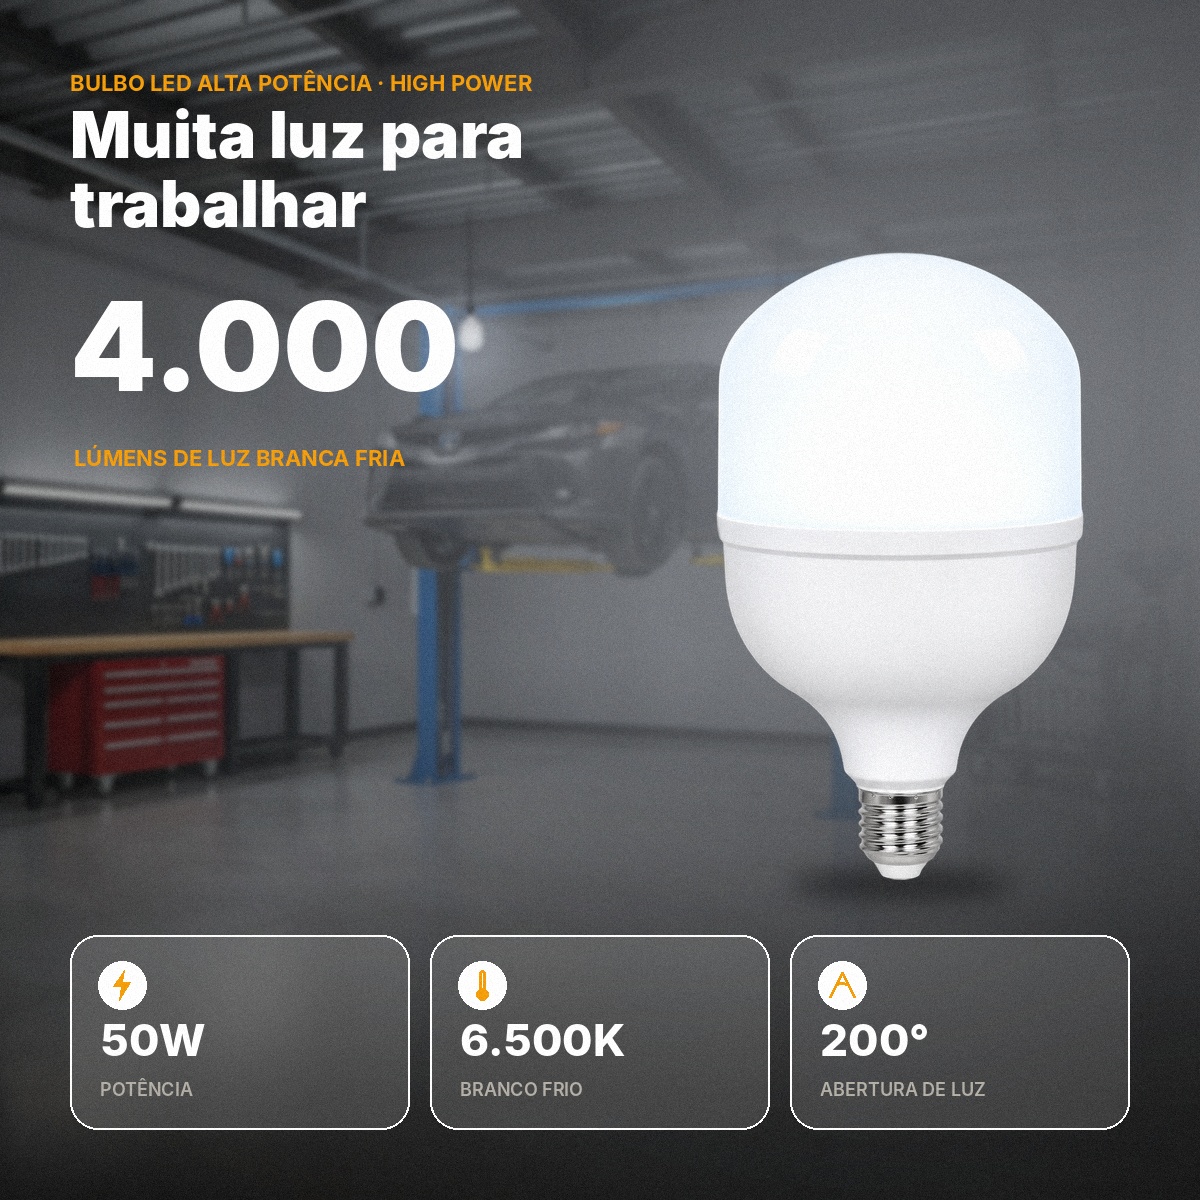 BULBO LED ALTA POTÊNCIA · HIGH POWER
Muita luz para
trabalhar
4.000
LÚMENS DE LUZ BRANCA FRIA
50W
POTÊNCIA
6.500K
BRANCO FRIO
200°
ABERTURA DE LUZ